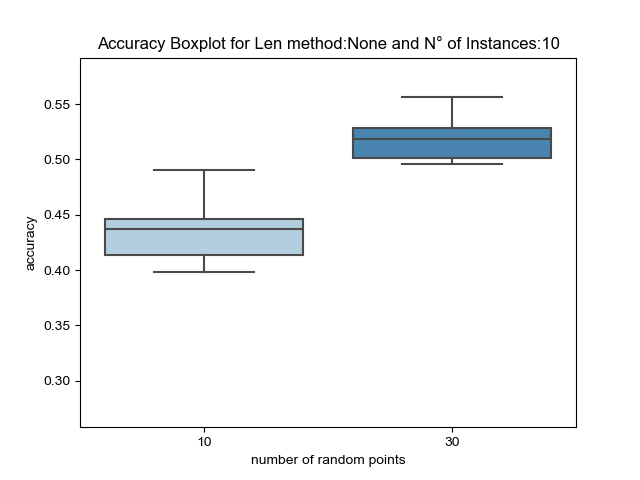 Accuracy Boxplot for Len method:None and N° of Instances:10
0.55
0.50
0.45
0.40
0.35
0.30
accuracy
10 30
number of random points